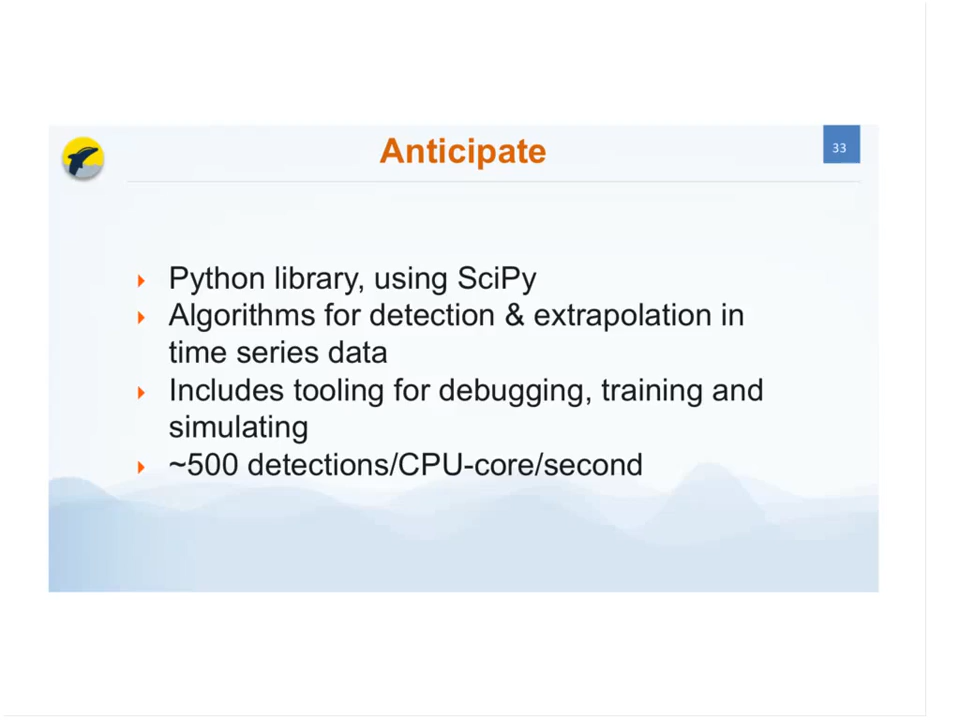 Anticipate
33
Python library, using SciPy
Algorithms for detection & extrapolation in
time series data
Includes tooling for debugging, training and
simulating
~500 detections/CPU-core/second